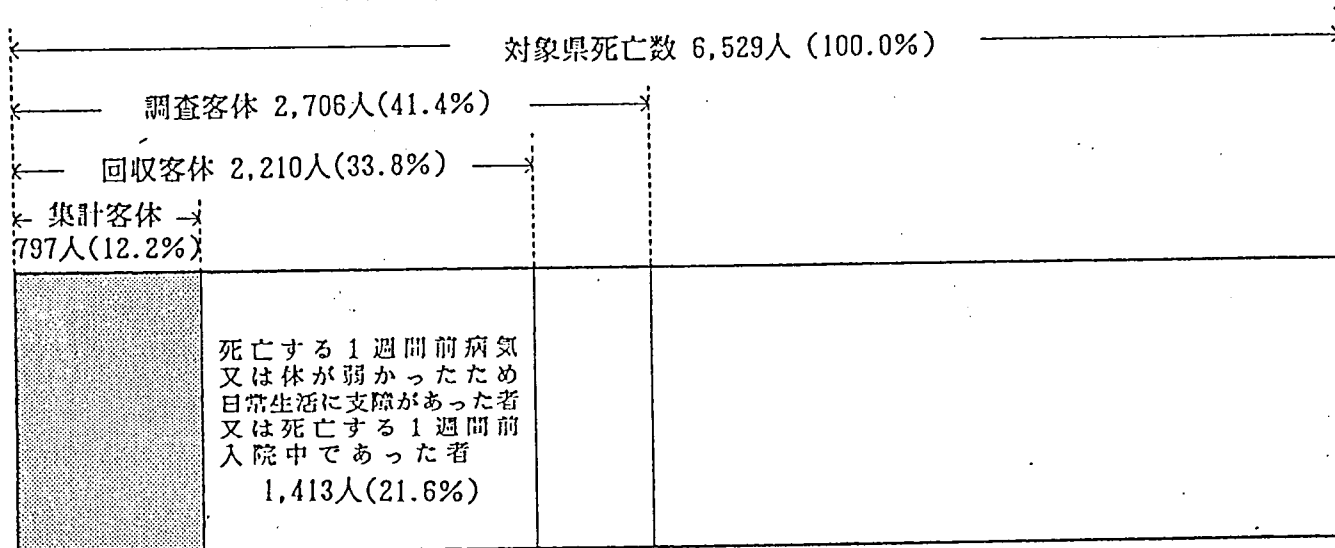 対象県死亡数 6,529人 (100.0%)
調査客体 2,706人(41.4%)
回収客体 2,210人(33.8%)
集計客体
797人(12.2%)
死亡する1週間前病気
又は体が弱かったため
日常生活に支障があった者
又は死亡する1週間前
入院中であった者
1,413人(21.6%)